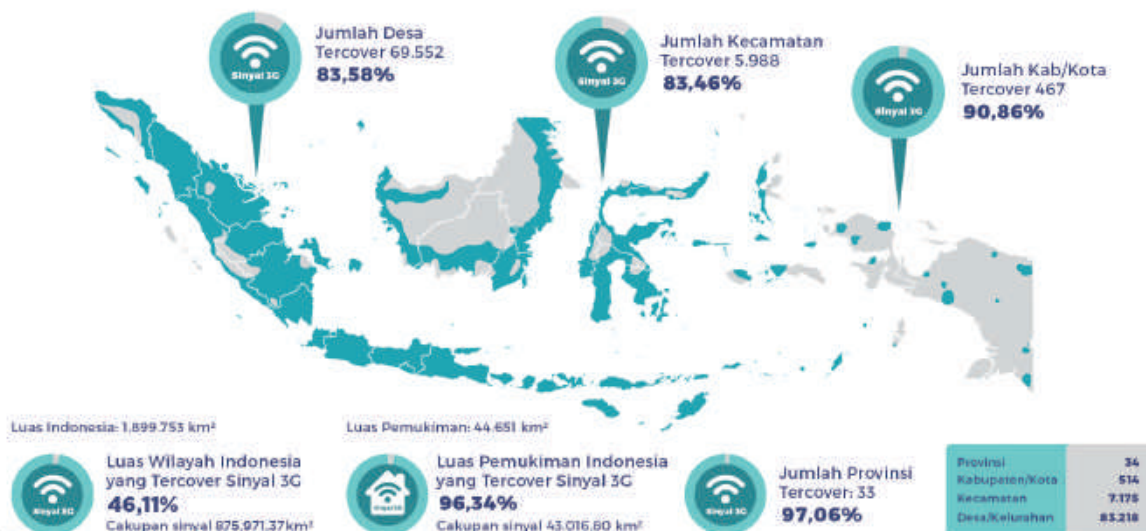 Sinyal 3G
Jumlah Desa
Tercover 69.552
83,58%
Sinyal 3G
Jumlah Kecamatan
Tercover 5.988
83,46%
Sinyal 3G
Jumlah Kab/Kota
Tercover 467
90,86%
Luas Indonesia: 1.899.753 km²
Sinyal 3G
Luas Wilayah Indonesia
yang Tercover Sinyal 3G
46,11%
Cakupan sinyal 875.971.37km²
Luas Pemukiman: 44.651 km²
Sinyal 3G
Luas Pemukiman Indonesia
yang Tercover Sinyal 3G
96,34%
Cakupan sinyal 43.016.80 km²
Sinyal 3G
Jumlah Provinsi
Tercover: 33
97,06%
Provinsi 34
Kabupaten/Kota 514
Kecamatan 7.175
Desa/Kelurahan 83.218